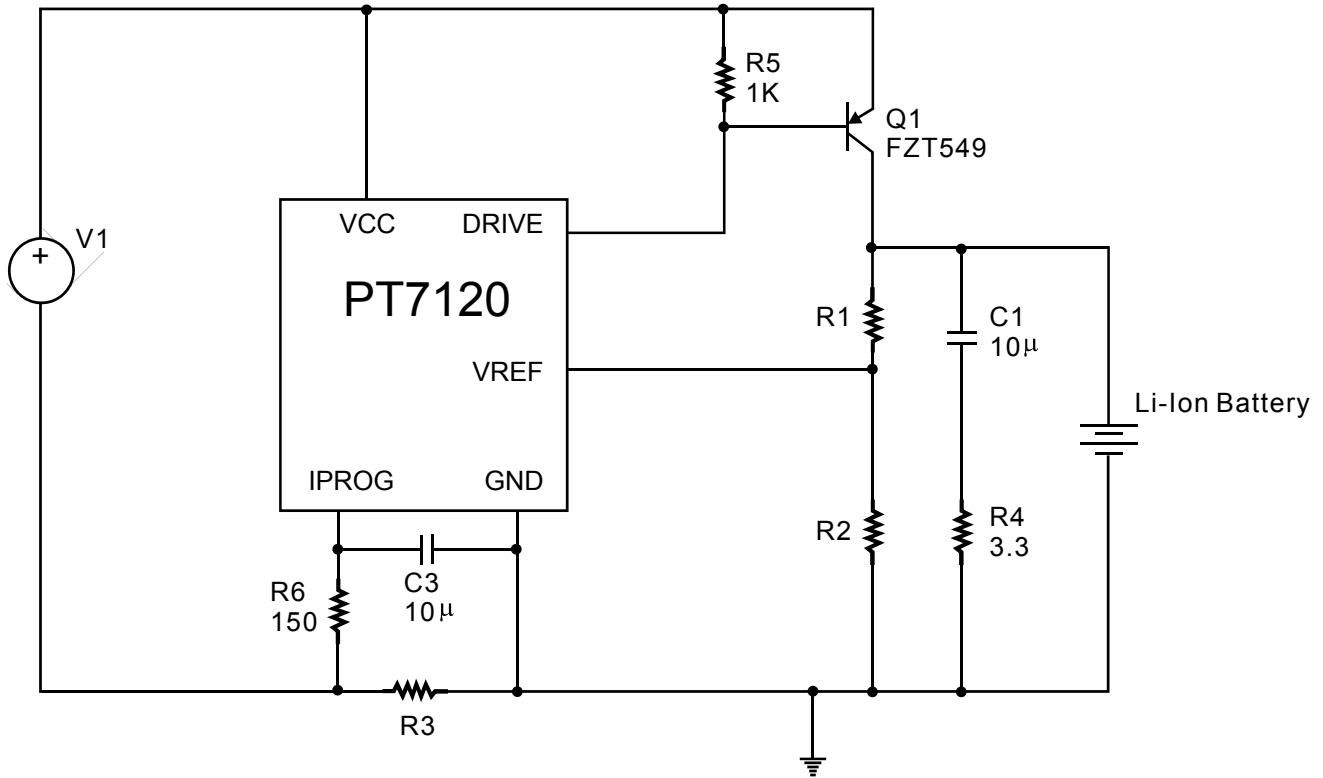 R5
1K
Q1
FZT549
VCC
DRIVE
V1
+
PT7120
R1
C1
10μ
VREF
Li-Ion Battery
IPROG
GND
R2
R4
3.3
C3
10μ
R6
150
R3